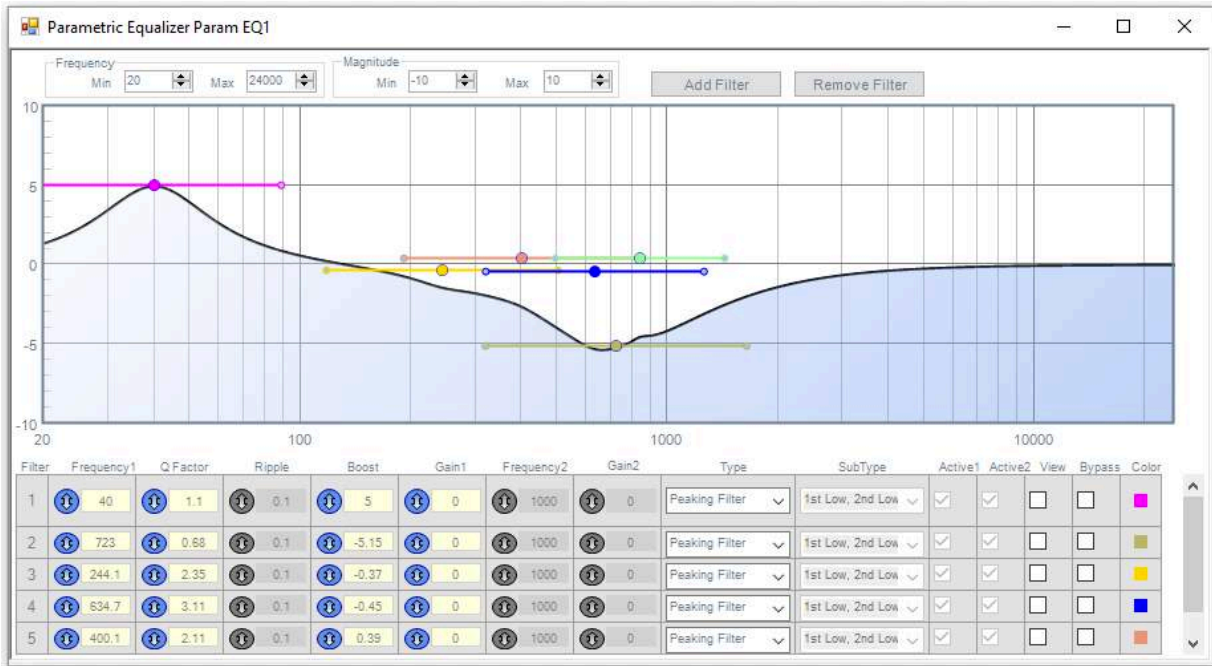 Parametric Equalizer Param EQ1
Frequency
Magnitude
Min 20 Max 24000 Min -10 Max 10 Add Filter Remove Filter
10
5
0
-5
-10
20 100 1000 10000
Filter Frequency1 Q Factor Ripple Boost Gain1 Frequency2 Gain2 Type SubType Active1 Active2 View Bypass Color
1 40 1.1 0.1 5 0 1000 0 Peaking Filter 1st Low, 2nd Low
2 723 0.68 0.1 -5.15 0 1000 0 Peaking Filter 1st Low, 2nd Low
3 244.1 2.35 0.1 -0.37 0 1000 0 Peaking Filter 1st Low, 2nd Low
4 634.7 3.11 0.1 -0.45 0 1000 0 Peaking Filter 1st Low, 2nd Low
5 400.1 2.11 0.1 0.39 0 1000 0 Peaking Filter 1st Low, 2nd Low